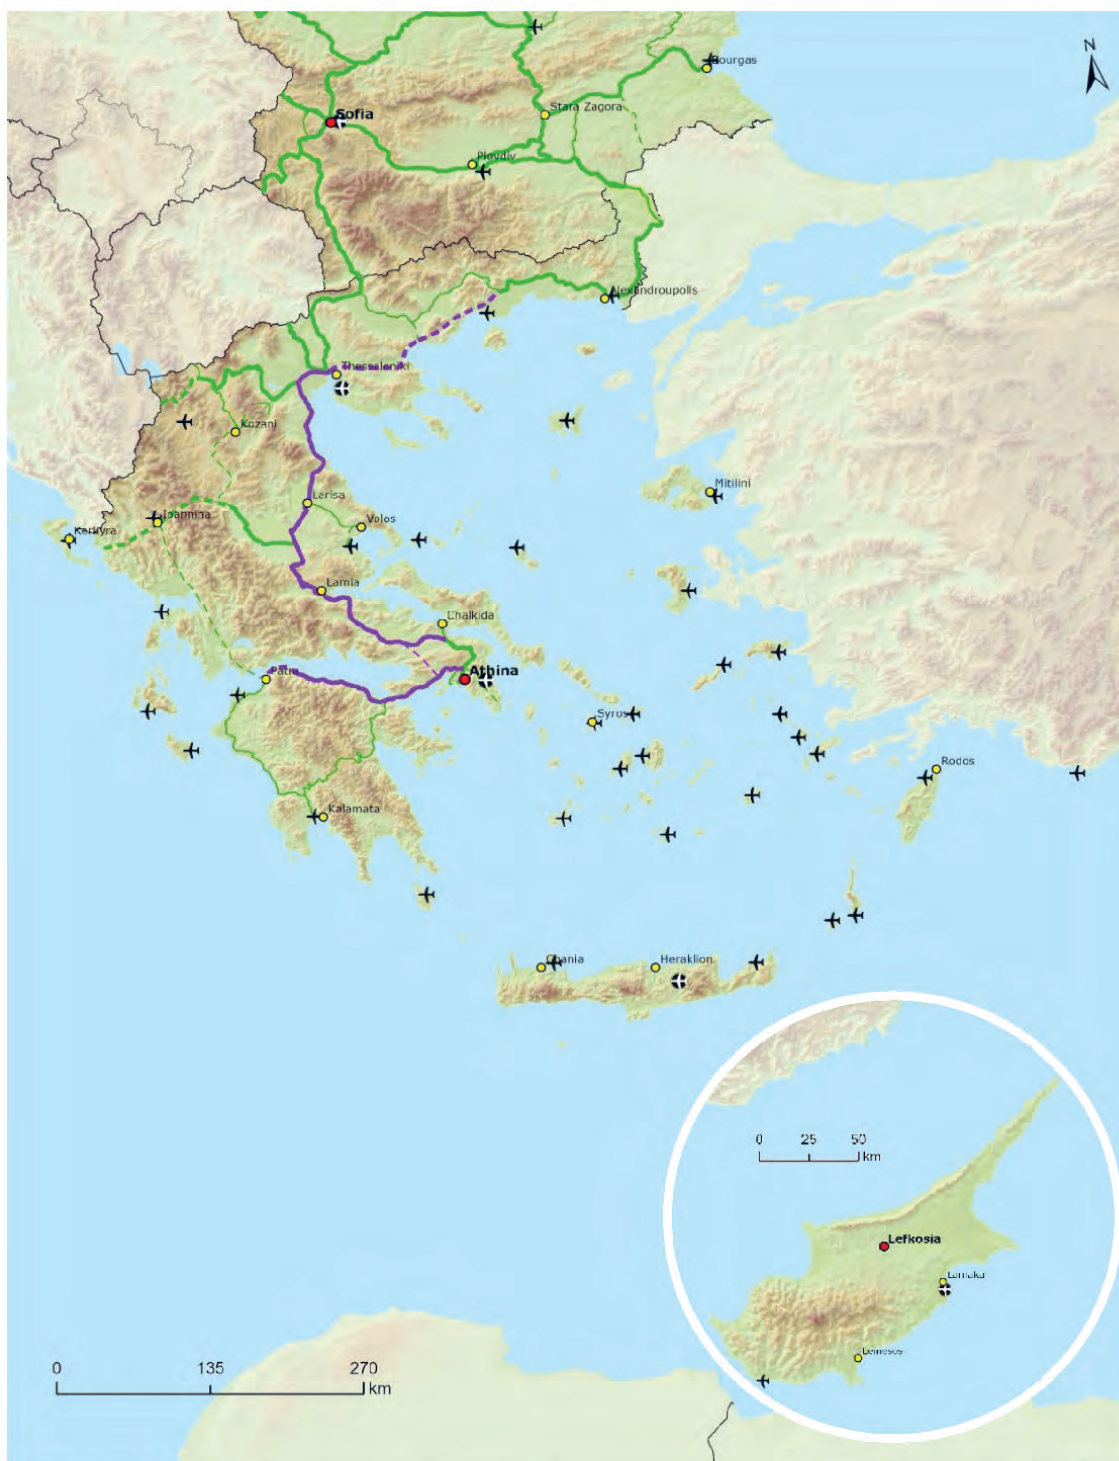 N
Bourgas
Stara Zagora
Sofia
Plovdiv
Alexandroupolis
Thessaloniki
Kozani
Mitilini
Larisa
Ioannina
Volos
Kerkyra
Lamia
Chalkida
Patra
Athina
Syros
Rodos
Kalamata
Chania
Heraklion
0 25 50
km
Lefkosia
Larnaka
Lemesos
0 135 270
km